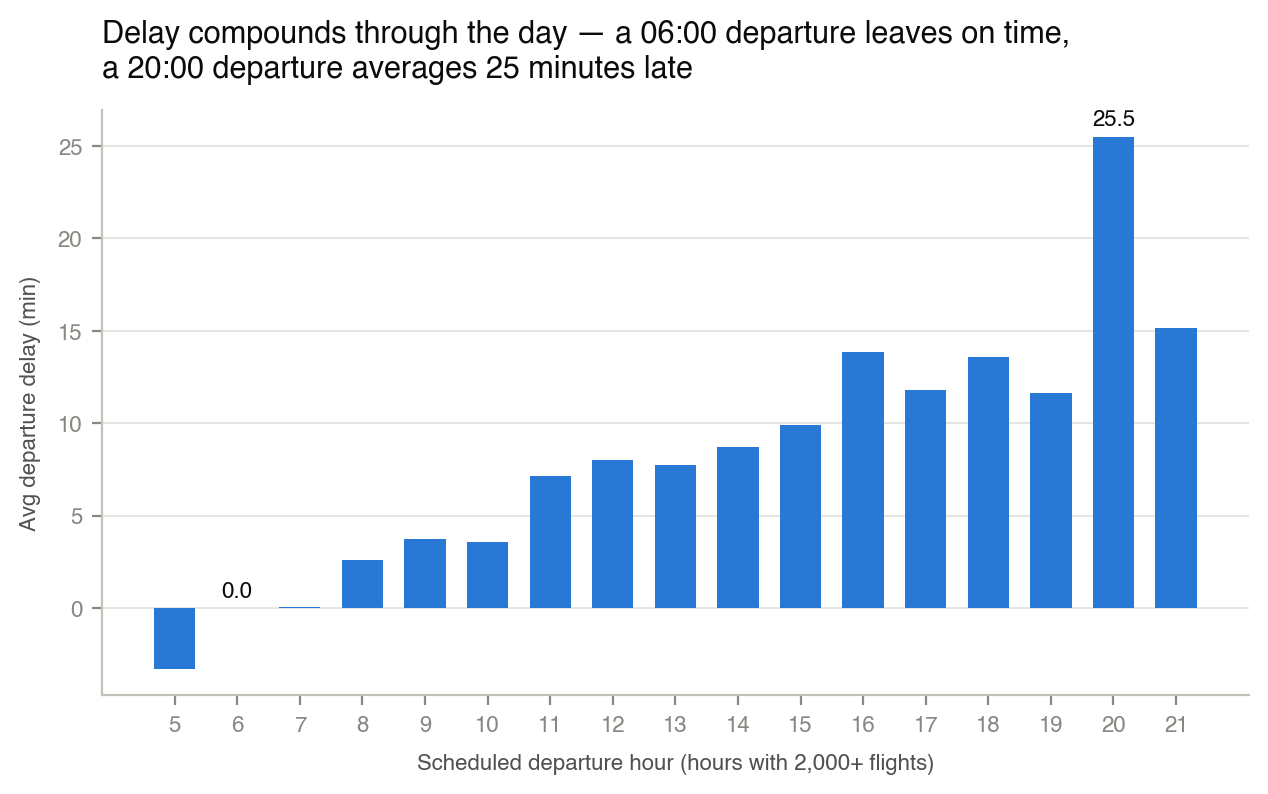 Delay compounds through the day — a 06:00 departure leaves on time,
a 20:00 departure averages 25 minutes late
25.5
25
20
15
10
5
0
0.0
Avg departure delay (min)
5 6 7 8 9 10 11 12 13 14 15 16 17 18 19 20 21
Scheduled departure hour (hours with 2,000+ flights)